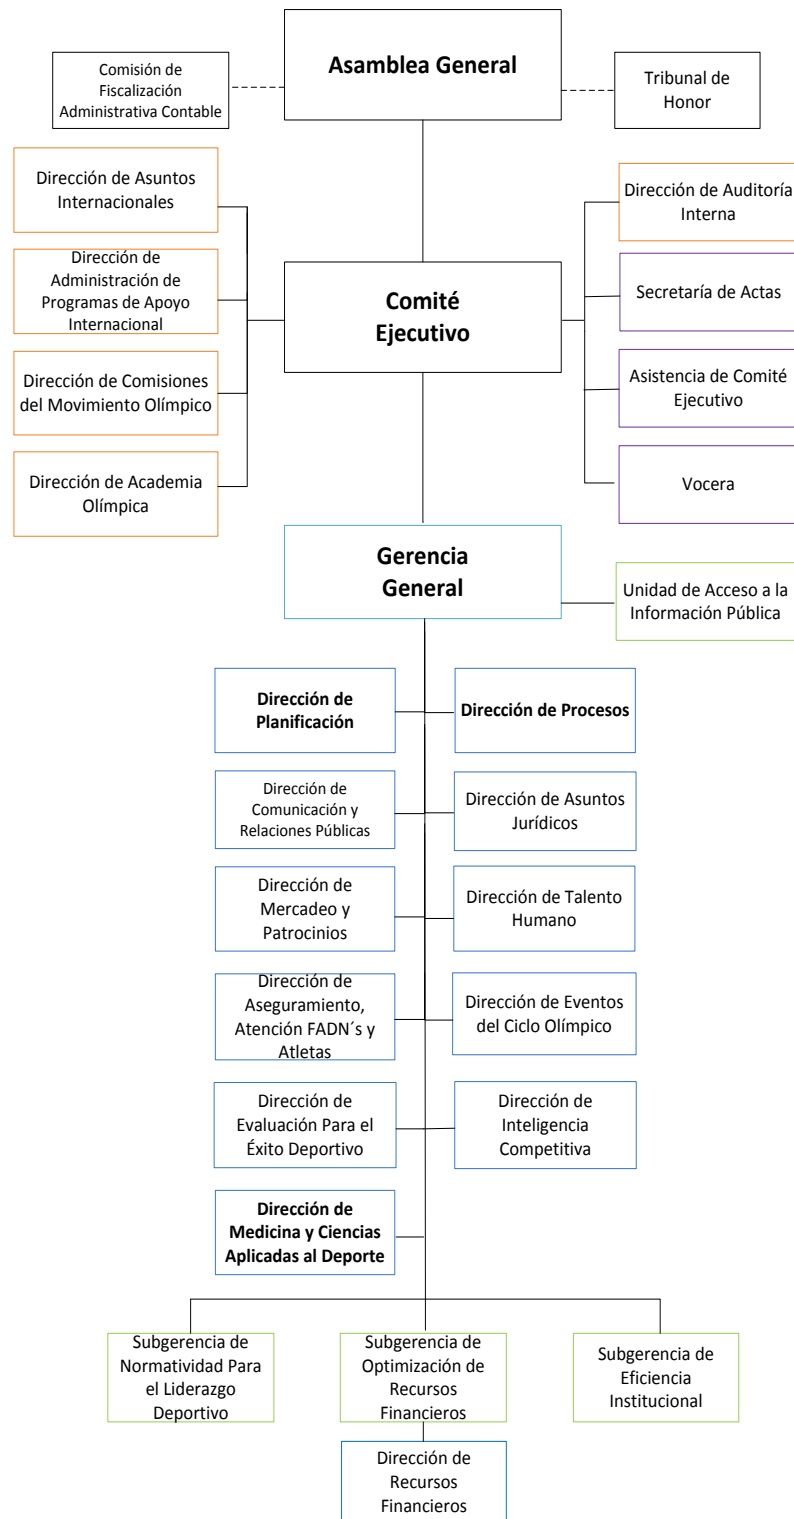 Asamblea General
Comisión de
Fiscalización
Administrativa Contable
Tribunal de
Honor
Dirección de Asuntos
Internacionales
Dirección de
Administración de
Programas de Apoyo
Internacional
Dirección de Comisiones
del Movimiento Olímpico
Dirección de Academia
Olímpica
Comité
Ejecutivo
Dirección de Auditoría
Interna
Secretaría de Actas
Asistencia de Comité
Ejecutivo
Vocera
Gerencia
General
Unidad de Acceso a la
Información Pública
Dirección de
Planificación
Dirección de Procesos
Dirección de
Comunicación y
Relaciones Públicas
Dirección de Asuntos
Jurídicos
Dirección de
Mercadeo y
Patrocinios
Dirección de Talento
Humano
Dirección de
Aseguramiento,
Atención FADN´s y
Atletas
Dirección de Eventos
del Ciclo Olímpico
Dirección de
Evaluación Para el
Éxito Deportivo
Dirección de
Inteligencia
Competitiva
Dirección de
Medicina y Ciencias
Aplicadas al Deporte
Subgerencia de
Normatividad Para
el Liderazgo
Deportivo
Subgerencia de
Optimización de
Recursos
Financieros
Subgerencia de
Eficiencia
Institucional
Dirección de
Recursos
Financieros